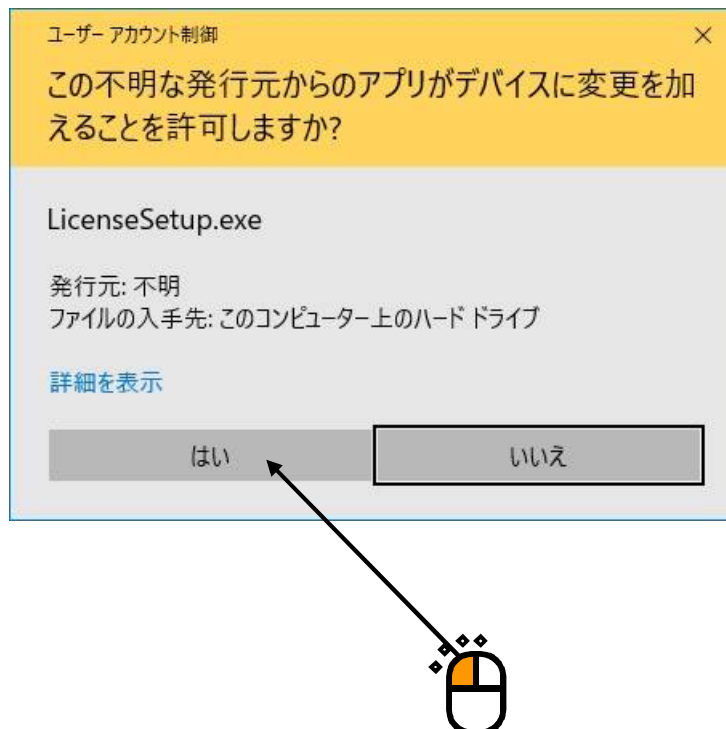 ユーザー アカウント制御
この不明な発行元からのアプリがデバイスに変更を加
えることを許可しますか?
LicenseSetup.exe
発行元: 不明
ファイルの入手先: このコンピューター上のハード ドライブ
詳細を表示
はい
いいえ